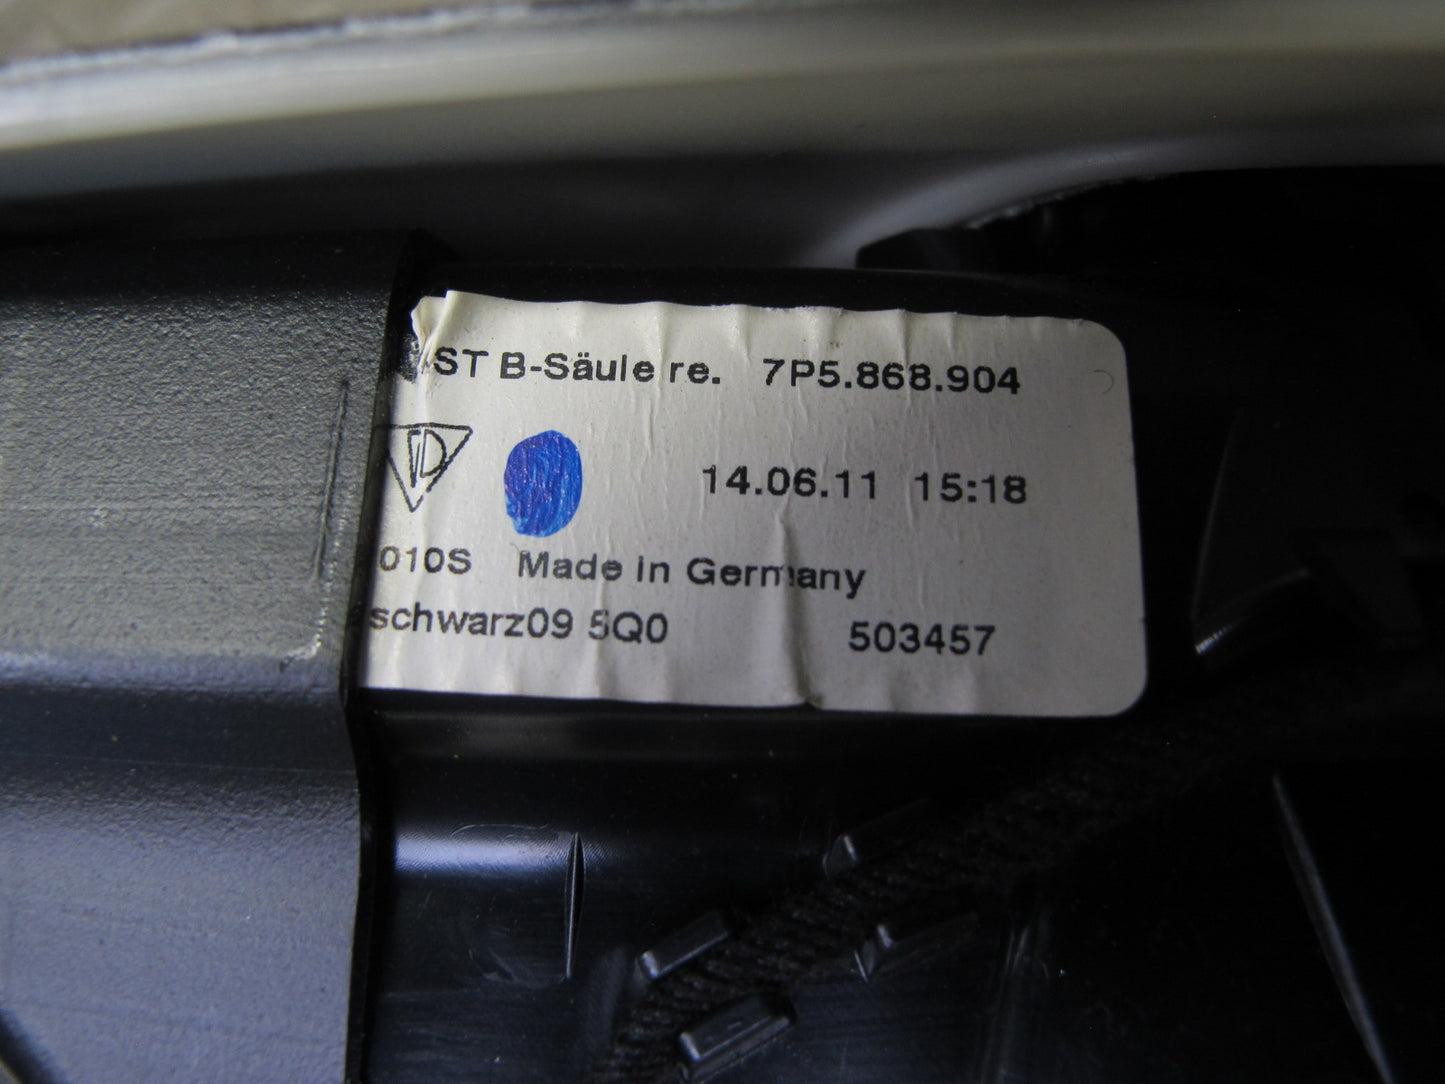 ST B-Säule re. 7P5.868.904
14.06.11 15:18
010S Made in Germany
schwarz09 5Q0 503457